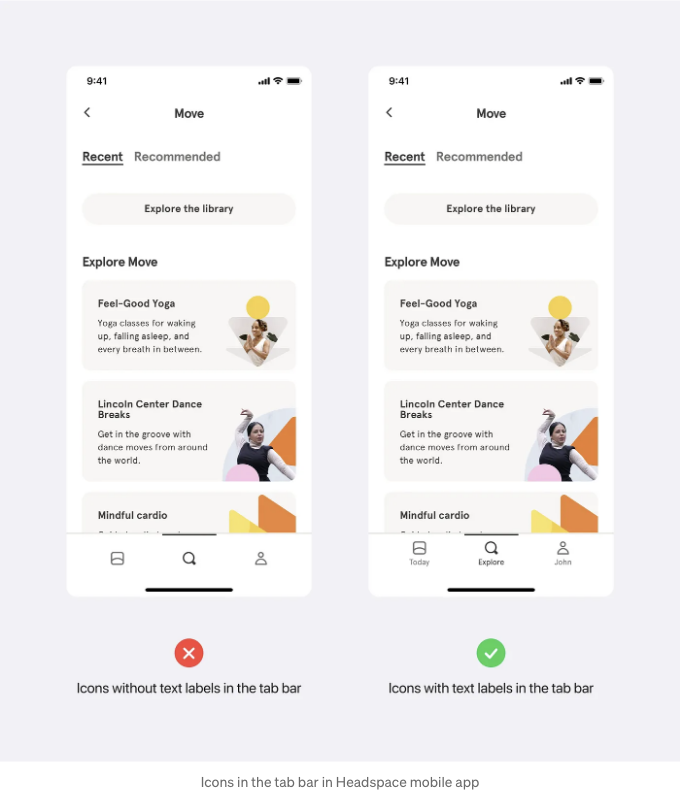 9:41
Move
Recent Recommended
Explore the library
Explore Move
Feel-Good Yoga
Yoga classes for waking
up, falling asleep, and
every breath in between.
Lincoln Center Dance
Breaks
Get in the groove with
dance moves from around
the world.
Mindful cardio
9:41
Move
Recent Recommended
Explore the library
Explore Move
Feel-Good Yoga
Yoga classes for waking
up, falling asleep, and
every breath in between.
Lincoln Center Dance
Breaks
Get in the groove with
dance moves from around
the world.
Mindful cardio
Today Explore John
Icons without text labels in the tab bar
Icons with text labels in the tab bar
Icons in the tab bar in Headspace mobile app